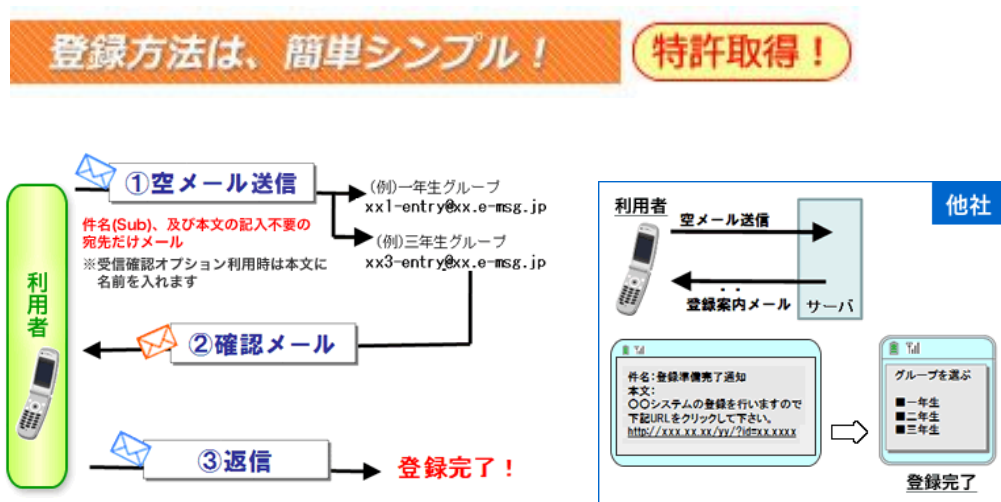 登録方法は、簡単シンプル！
特許取得！
①空メール送信
(例)一年生グループ
xx1-entry@xx.e-msg.jp
(例)三年生グループ
xx3-entry@xx.e-msg.jp
件名(Sub)、及び本文の記入不要の
宛先だけメール
※受信確認オプション利用時は本文に
名前を入れます
利用者
②確認メール
③返信
登録完了！
他社
利用者
空メール送信
登録案内メール
サーバ
件名：登録準備完了通知
本文：
〇〇システムの登録を行いますので
下記URLをクリックして下さい。
http://xxx.xx.xx/yy/?id=xx.xxxx
グループを選ぶ
■一年生
■二年生
■三年生
登録完了